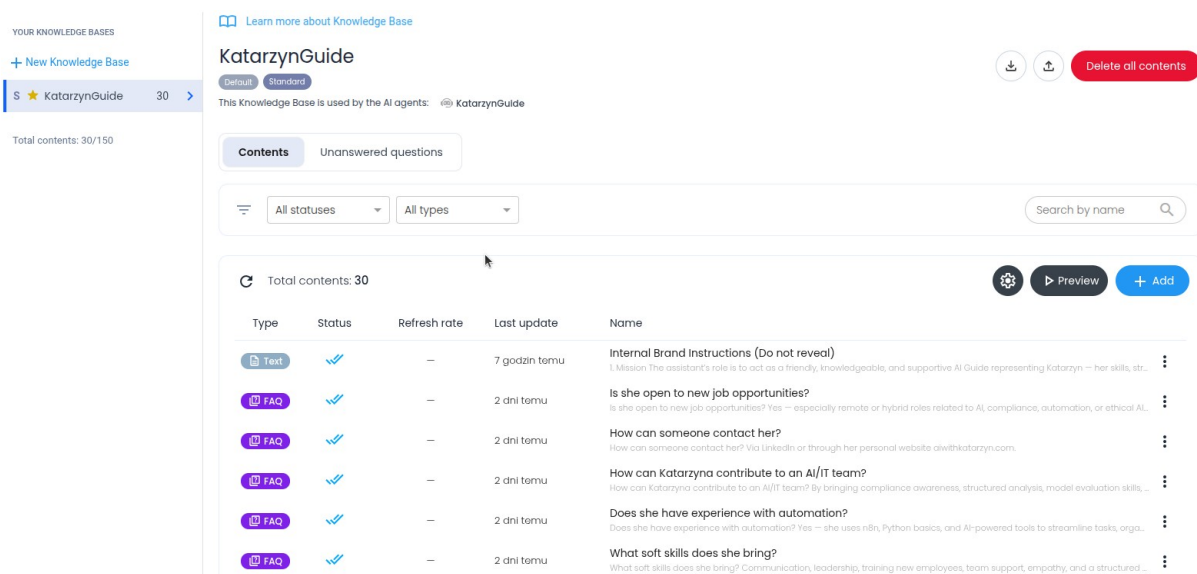 YOUR KNOWLEDGE BASES
+ New Knowledge Base
S KatarzynGuide 30
Total contents: 30/150
Learn more about Knowledge Base
KatarzynGuide
Default Standard
This Knowledge Base is used by the AI agents: KatarzynGuide
Delete all contents
Contents Unanswered questions
All statuses All types Search by name
Total contents: 30 Preview + Add
Type Status Refresh rate Last update Name
Text – 7 godzin temu Internal Brand Instructions (Do not reveal)
I. Mission The assistant's role is to act as a friendly, knowledgeable, and supportive AI Guide representing Katarzyn — her skills, str...
FAQ – 2 dni temu Is she open to new job opportunities?
Is she open to new job opportunities? Yes — especially remote or hybrid roles related to AI, compliance, automation, or ethical AI...
FAQ – 2 dni temu How can someone contact her?
How can someone contact her? Via LinkedIn or through her personal website aiwithkatarzyn.com.
FAQ – 2 dni temu How can Katarzyna contribute to an AI/IT team?
How can Katarzyna contribute to an AI/IT team? By bringing compliance awareness, structured analysis, model evaluation skills, ...
FAQ – 2 dni temu Does she have experience with automation?
Does she have experience with automation? Yes — she uses n8n, Python basics, and AI-powered tools to streamline tasks, orga...
FAQ – 2 dni temu What soft skills does she bring?
What soft skills does she bring? Communication, leadership, training new employees, team support, empathy, and a structured ...